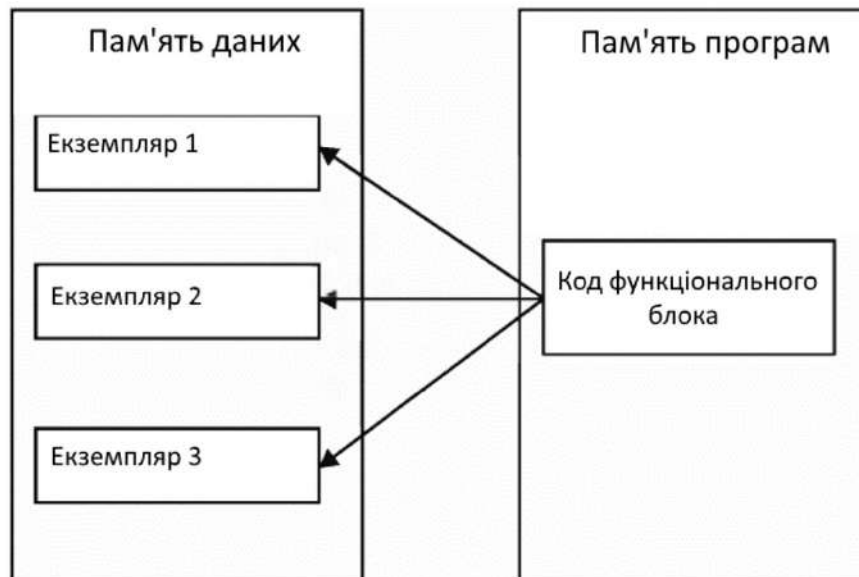 Пам'ять даних
Екземпляр 1
Екземпляр 2
Екземпляр 3
Пам'ять програм
Код функціонального
блока